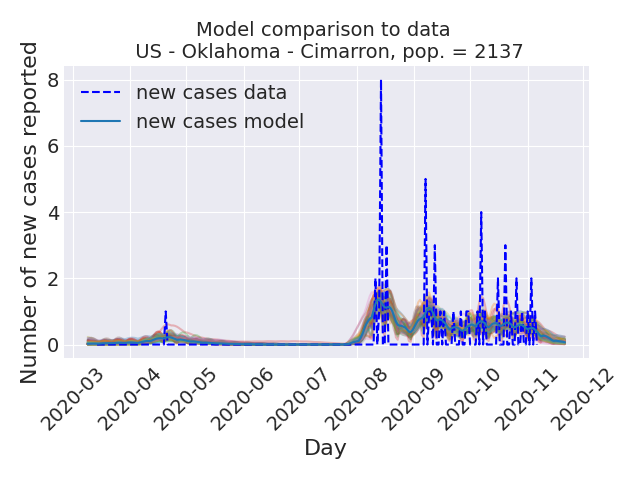 Model comparison to data
US - Oklahoma - Cimarron, pop. = 2137
Number of new cases reported
8
6
4
2
0
new cases data
new cases model
2020-03
2020-04
2020-05
2020-06
2020-07
2020-08
2020-09
2020-10
2020-11
2020-12
Day